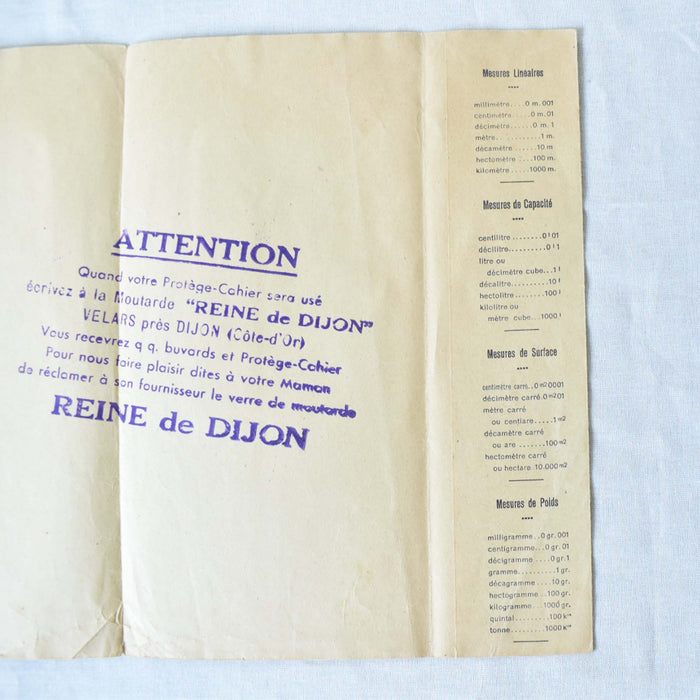 ATTENTION
Quand votre Protège-Cahier sera usé
écrivez à la Moutarde "REINE de DIJON"
VELARS près DIJON (Côte-d'Or)
Vous recevrez q q. buvards et Protège-Cahier
Pour nous faire plaisir dites à votre Maman
de réclamer à son fournisseur le verre de moutarde
REINE de DIJON
Mesures Linéaires
millimètre....0 m. 001
centimètre....0 m. 01
décimètre......0 m. 1
mètre............1 m.
décamètre......10 m.
hectomètre ...100 m.
kilomètre .....1000 m.
Mesures de Capacité
centilitre ........0 l 01
décilitre..........0 l 1
litre ou
décimètre cube...1 l
décalitre..........10 l
hectolitre........100 l
kilolitre ou
mètre cube...1000 l
Mesures de Surface
centimètre carré..0 m2 0001
décimètre carré.0 m2 01
mètre carré
ou centiare.....1 m2
décamètre carré
ou are .......100 m2
hectomètre carré
ou hectare 10.000 m2
Mesures de Poids
milligramme ..0 gr. 001
centigramme...0 gr. 01
décigramme ....0 gr. 1
gramme..........1 gr.
décagramme ....10 gr.
hectogramme ..100 gr.
kilogramme ...1000 gr.
quintal.........100 kos
tonne.........1000 kos